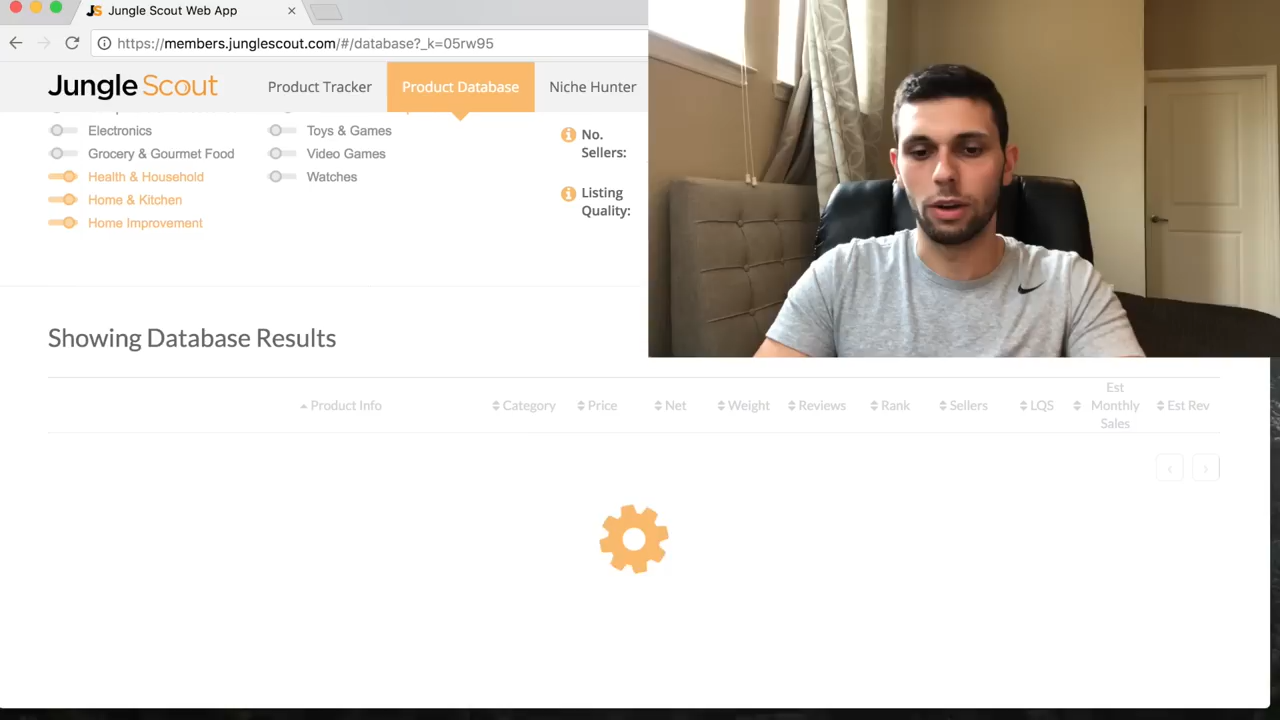 Jungle Scout Web App
https://members.junglescout.com/#/database?_k=05rw95
Jungle Scout
Product Tracker
Product Database
Niche Hunter
Electronics
Toys & Games
No.
Sellers:
Grocery & Gourmet Food
Video Games
Health & Household
Watches
Listing
Quality:
Home & Kitchen
Home Improvement
Showing Database Results
Product Info
Category
Price
Net
Weight
Reviews
Rank
Sellers
LQS
Est
Monthly
Sales
Est Rev